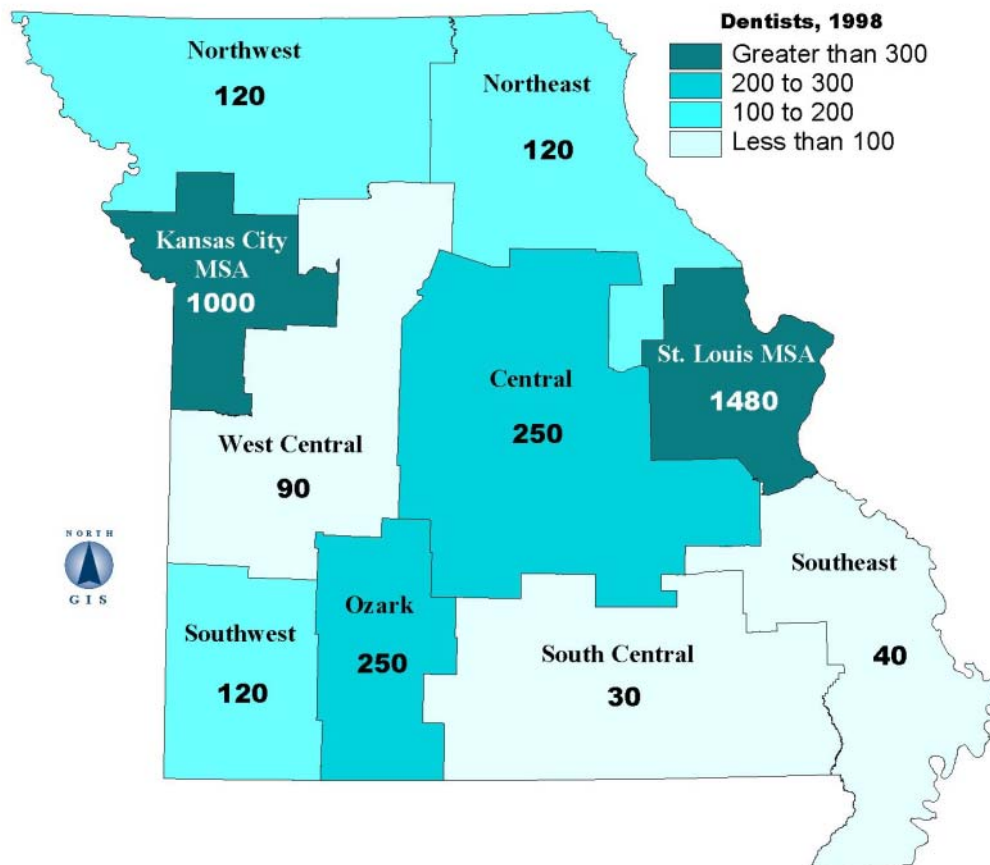 Dentists, 1998
Greater than 300
200 to 300
100 to 200
Less than 100
Northwest
120
Northeast
120
Kansas City
MSA
1000
St. Louis MSA
1480
Central
250
West Central
90
NORTH
GIS
Southeast
40
Southwest
120
Ozark
250
South Central
30